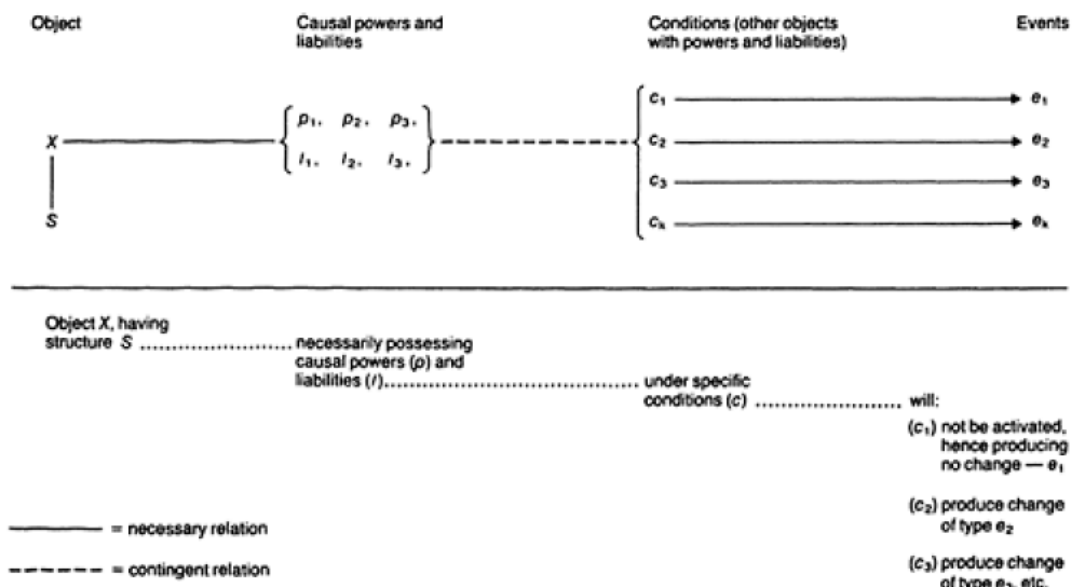 Object
Causal powers and
liabilities
Conditions (other objects
with powers and liabilities)
Events
X
S
p₁, p₂, p₃,
l₁, l₂, l₃,
c₁
c₂
c₃
cₖ
e₁
e₂
e₃
eₖ
Object X, having
structure S ......................... necessarily possessing
causal powers (p) and
liabilities (l)........................................... under specific
conditions (c) ........................ will:
(c₁) not be activated,
hence producing
no change — e₁
(c₂) produce change
of type e₂
(c₃) produce change
of type e₃, etc.
= necessary relation
= contingent relation